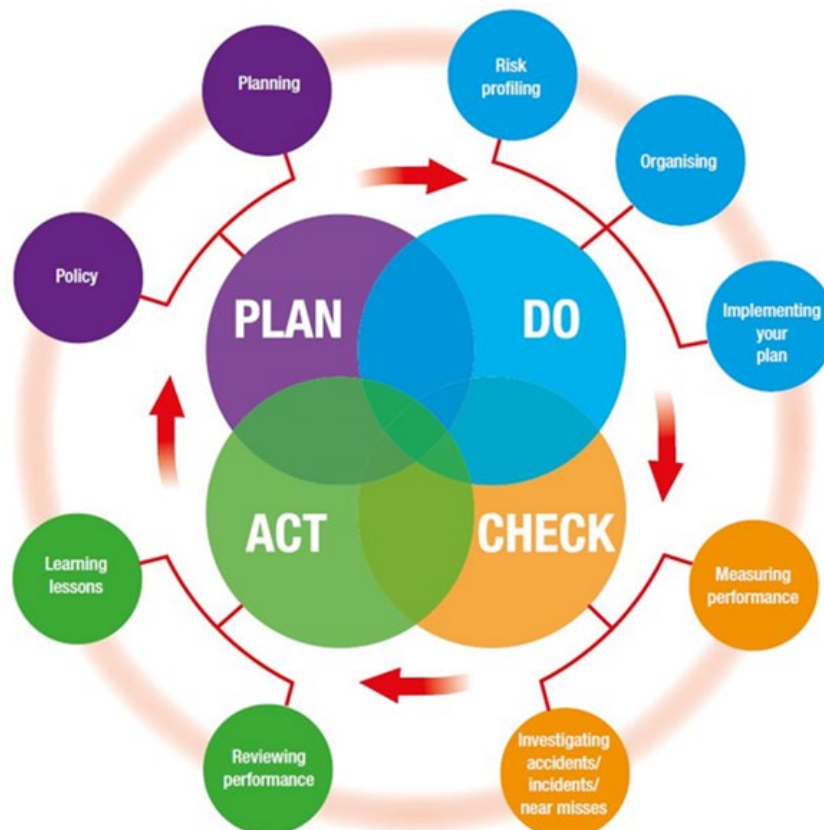 Planning
Risk
profiling
Organising
Policy
Implementing
your
plan
PLAN
DO
ACT
CHECK
Learning
lessons
Measuring
performance
Reviewing
performance
Investigating
accidents/
incidents/
near misses